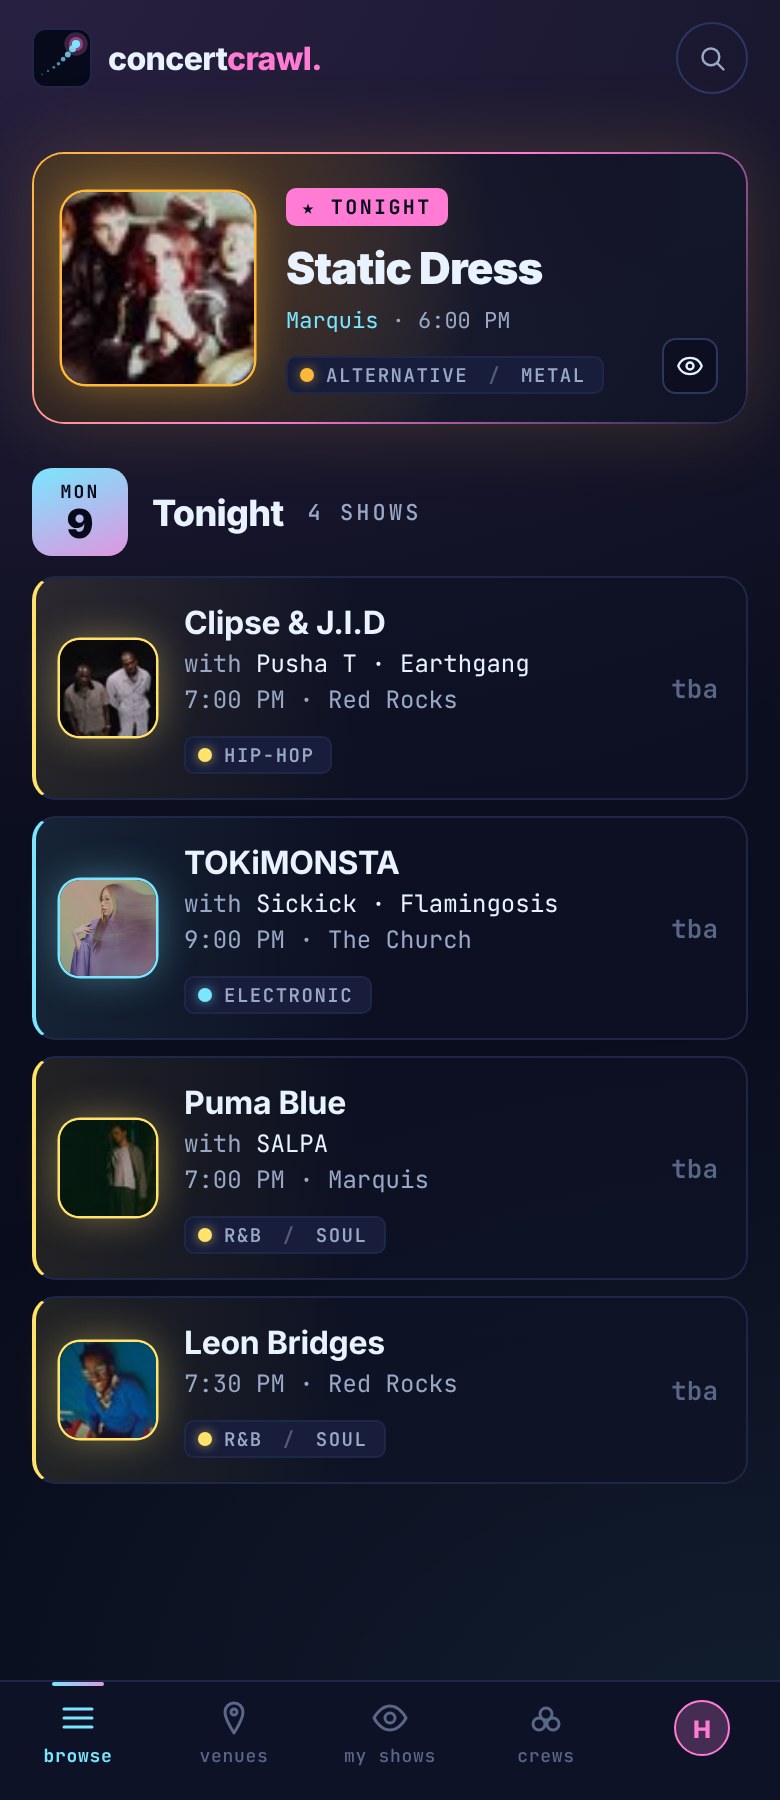 concertcrawl.
★ TONIGHT
Static Dress
Marquis · 6:00 PM
ALTERNATIVE / METAL
MON
9
Tonight 4 SHOWS
Clipse & J.I.D
with Pusha T · Earthgang
7:00 PM · Red Rocks
tba
HIP-HOP
TOKiMONSTA
with Sickick · Flamingosis
9:00 PM · The Church
tba
ELECTRONIC
Puma Blue
with SALPA
7:00 PM · Marquis
tba
R&B / SOUL
Leon Bridges
7:30 PM · Red Rocks
tba
R&B / SOUL
browse
venues
my shows
crews
H